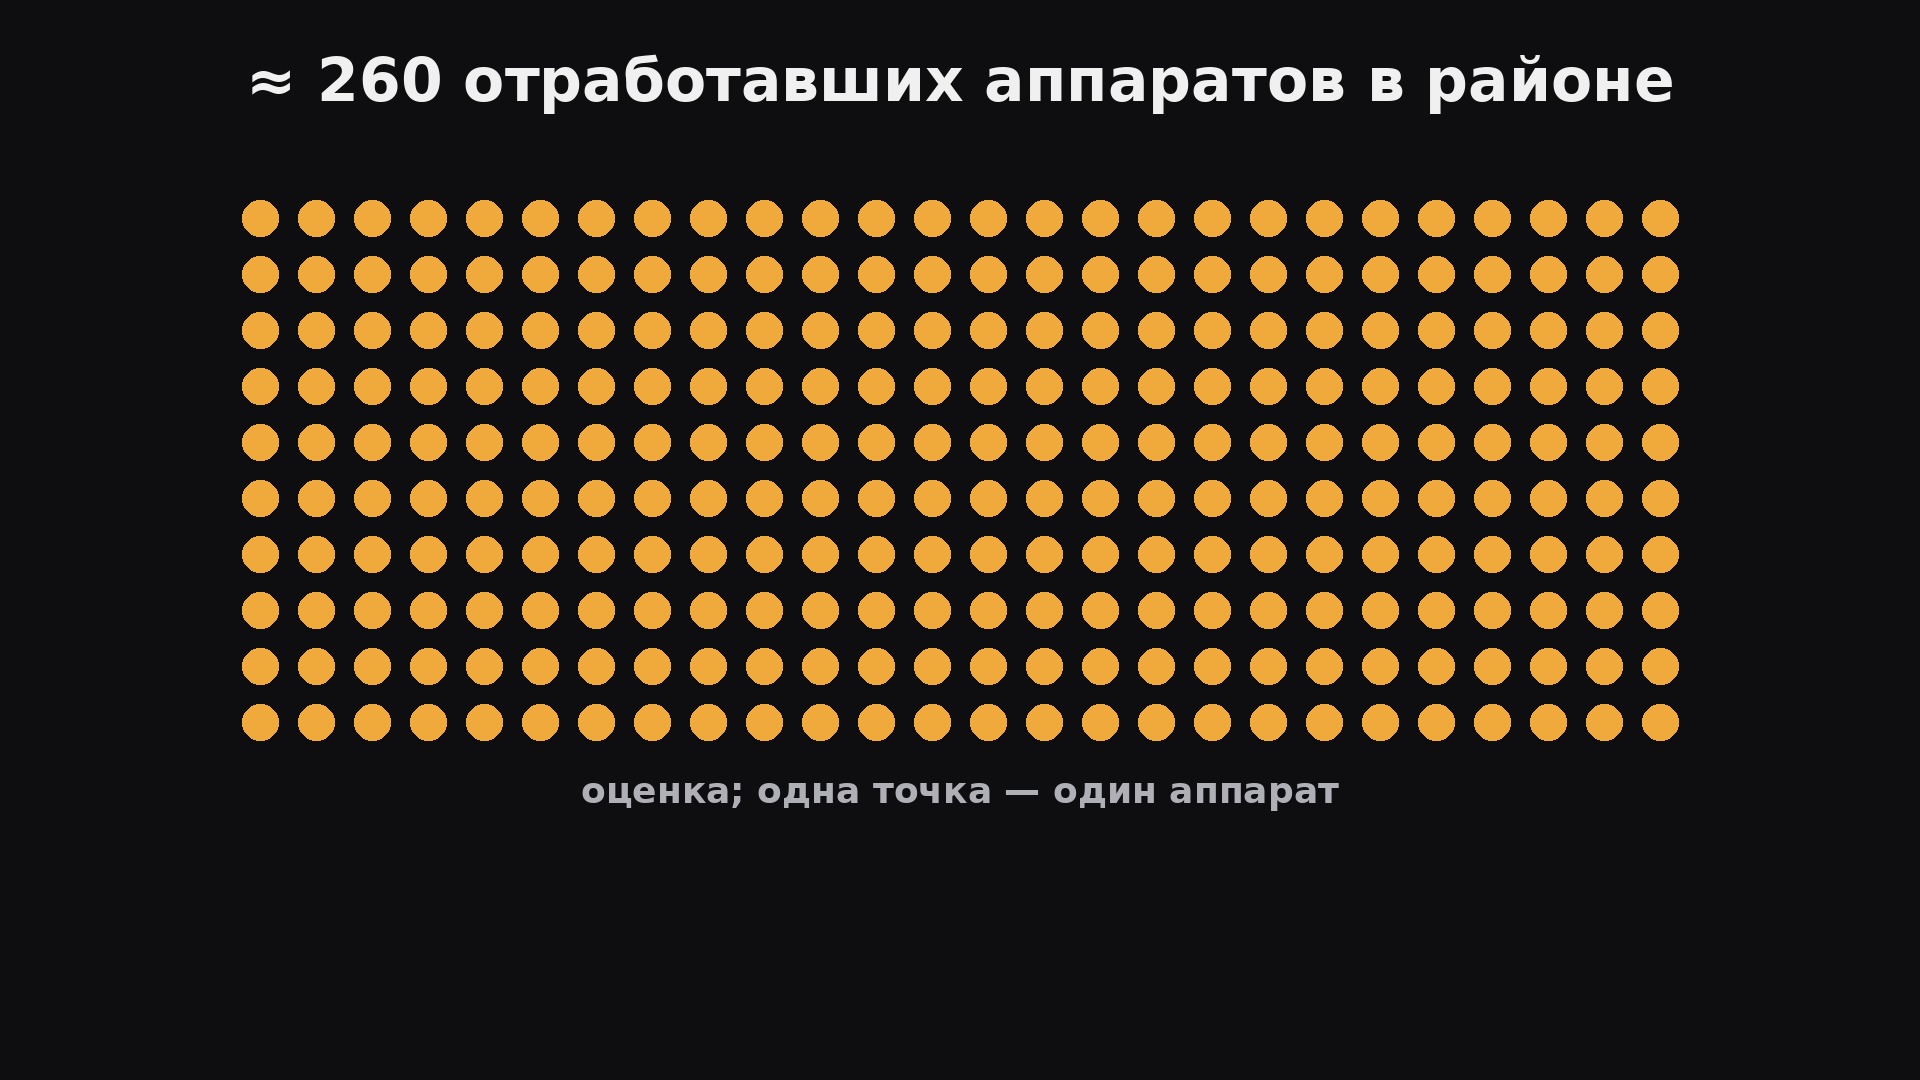 ≈ 260 отработавших аппаратов в районе
оценка; одна точка — один аппарат